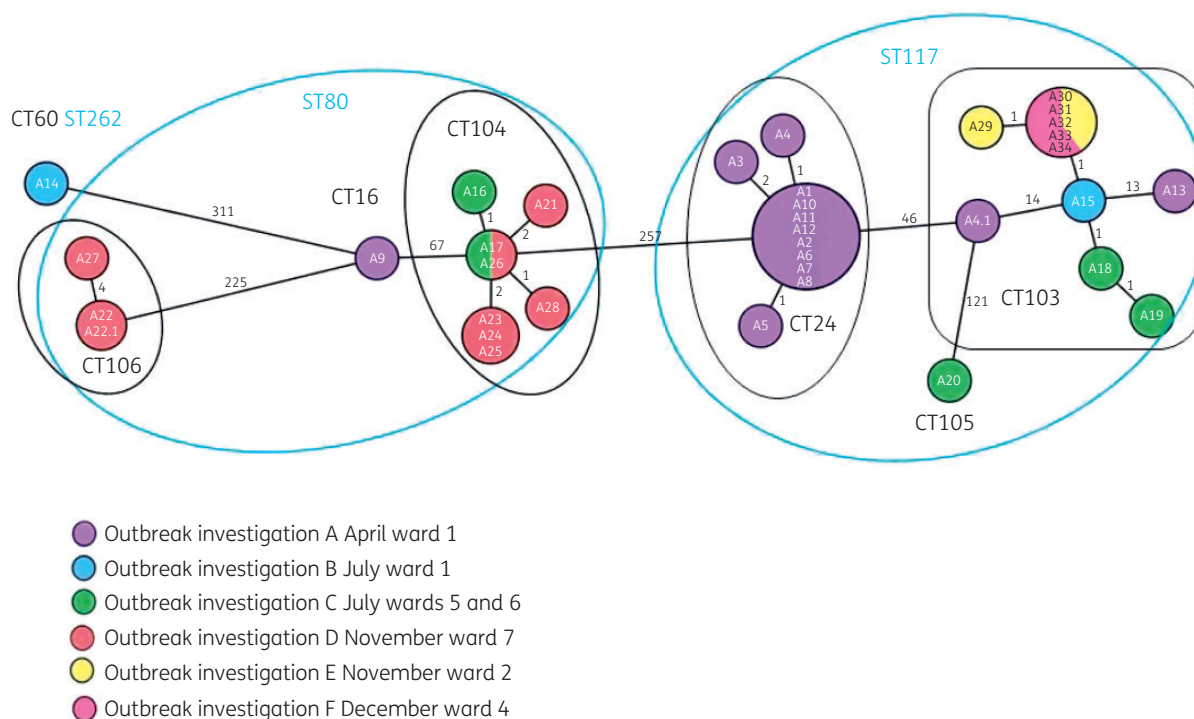 ST117
ST80
CT60 ST262
CT104
A30
A31
A32
A33
A34
A29
1
1
A4
A3
1
2
A14
CT16
A16
A21
1
2
A1
A10
A11
A12
A2
A6
A7
A8
A13
13
A15
14
A4.1
46
311
67
A17
A26
257
A9
A27
4
A22
A22.1
225
1
A28
2
A23
A24
A25
1
A5
CT24
1
A18
1
A19
CT103
121
A20
CT105
CT106
Outbreak investigation A April ward 1
Outbreak investigation B July ward 1
Outbreak investigation C July wards 5 and 6
Outbreak investigation D November ward 7
Outbreak investigation E November ward 2
Outbreak investigation F December ward 4